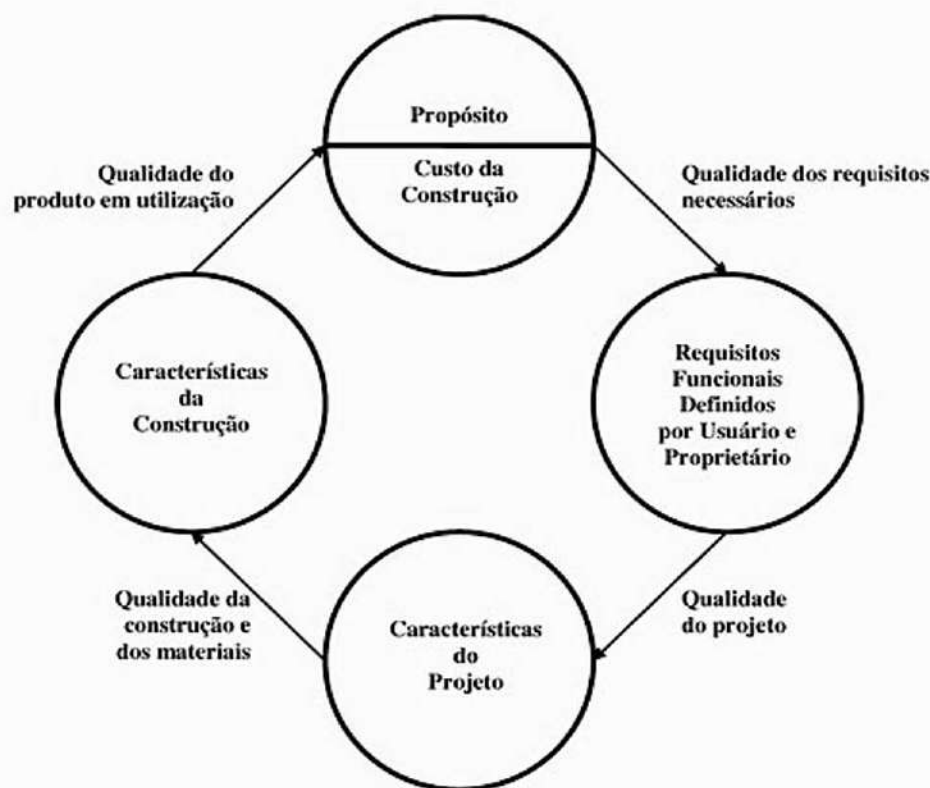 Propósito
Custo da
Construção
Qualidade do
produto em utilização
Qualidade dos requisitos
necessários
Características
da
Construção
Requisitos
Funcionais
Definidos
por Usuário e
Proprietário
Qualidade da
construção e
dos materiais
Características
do
Projeto
Qualidade
do projeto